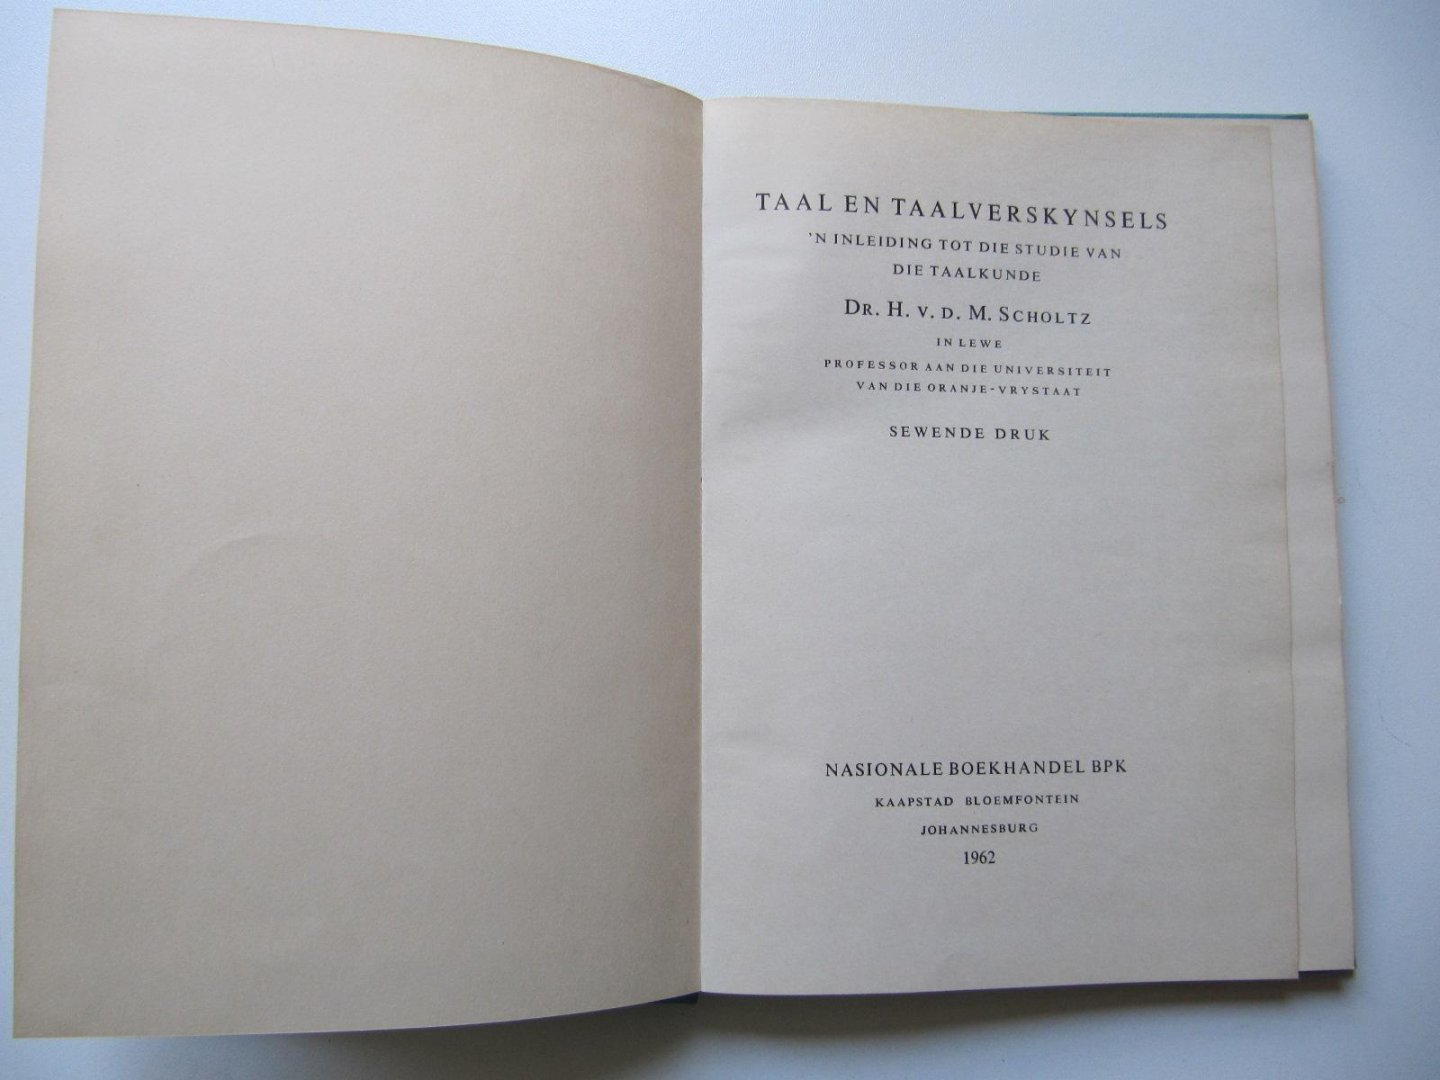 TAAL EN TAALVERSKYNSELS
'N INLEIDING TOT DIE STUDIE VAN
DIE TAALKUNDE
DR. H. V. D. M. SCHOLTZ
IN LEWE
PROFESSOR AAN DIE UNIVERSITEIT
VAN DIE ORANJE-VRYSTAAT
SEWENDE DRUK
NASIONALE BOEKHANDEL BPK
KAAPSTAD BLOEMFONTEIN
JOHANNESBURG
1962